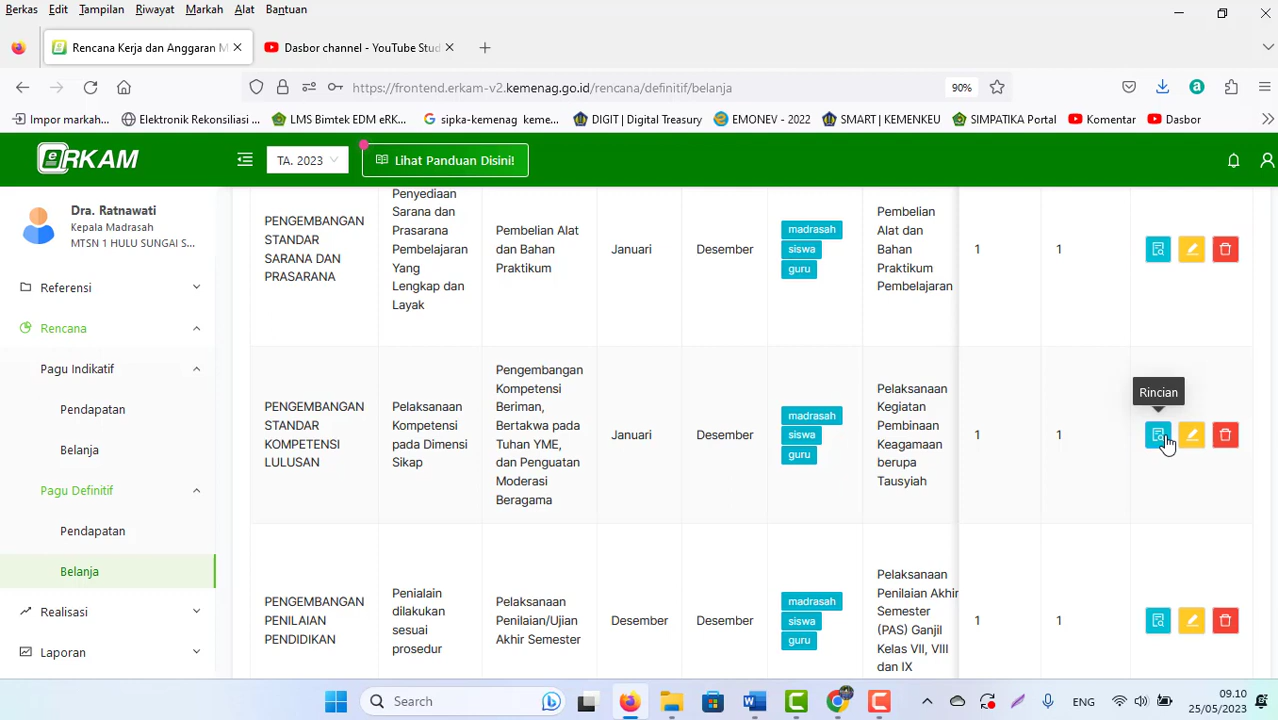 Berkas Edit Tampilan Riwayat Markah Alat Bantuan
Rencana Kerja dan Anggaran M
Dasbor channel - YouTube Stud
https://frontend.erkam-v2.kemenag.go.id/rencana/definitif/belanja
90%
Impor markah...
Elektronik Rekonsiliasi ...
LMS Bimtek EDM eRK...
sipka-kemenag keme...
DIGIT | Digital Treasury
EMONEV - 2022
SMART | KEMENKEU
SIMPATIKA Portal
Komentar
Dasbor
eRKAM
TA. 2023
Lihat Panduan Disini!
Dra. Ratnawati
Kepala Madrasah
MTSN 1 HULU SUNGAI S...
Referensi
Rencana
Pagu Indikatif
Pendapatan
Belanja
Pagu Definitif
Pendapatan
Belanja
Realisasi
Laporan
PENGEMBANGAN
STANDAR
SARANA DAN
PRASARANA
Penyediaan
Sarana dan
Prasarana
Pembelajaran
Yang
Lengkap dan
Layak
Pembelian Alat
dan Bahan
Praktikum
Januari
Desember
madrasah
siswa
guru
Pembelian
Alat dan
Bahan
Praktikum
Pembelajaran
1
1
PENGEMBANGAN
STANDAR
KOMPETENSI
LULUSAN
Pelaksanaan
Kompetensi
pada Dimensi
Sikap
Pengembangan
Kompetensi
Beriman,
Bertakwa pada
Tuhan YME,
dan Penguatan
Moderasi
Beragama
Januari
Desember
madrasah
siswa
guru
Pelaksanaan
Kegiatan
Pembinaan
Keagamaan
berupa
Tausyiah
1
1
Rincian
PENGEMBANGAN
PENILAIAN
PENDIDIKAN
Penialain
dilakukan
sesuai
prosedur
Pelaksanaan
Penilaian/Ujian
Akhir Semester
Desember
Desember
madrasah
siswa
guru
Pelaksanaan
Penilaian Akhir
Semester
(PAS) Ganjil
Kelas VII, VIII
dan IX
1
1
Search
ENG
09.10
25/05/2023